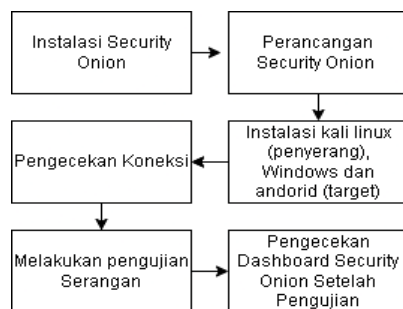 Instalasi Security
Onion
Perancangan
Security Onion
Instalasi kali linux
(penyerang),
Windows dan
andorid (target)
Pengecekan Koneksi
Melakukan pengujian
Serangan
Pengecekan
Dashboard Security
Onion Setelah
Pengujian